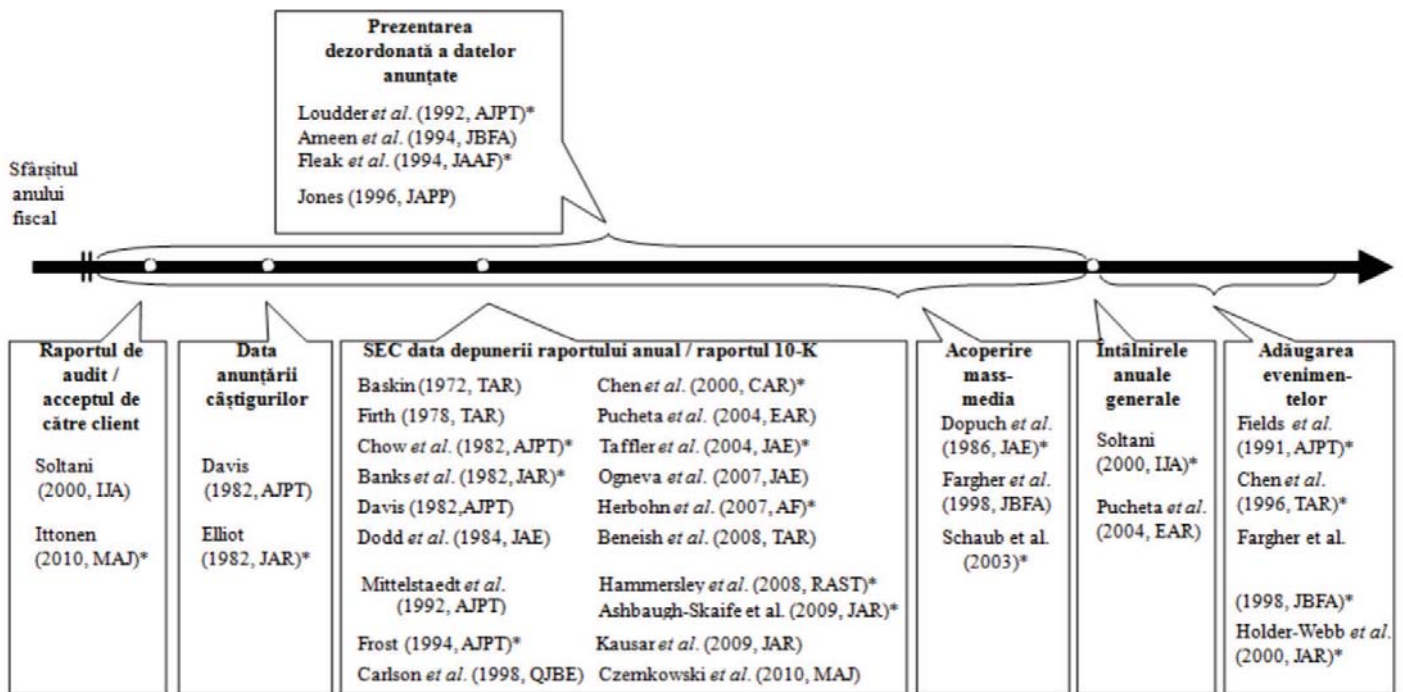 Prezentarea
dezordonată a datelor
anunțate
Loudder et al. (1992, AJPT)*
Ameen et al. (1994, JBFA)
Fleak et al. (1994, JAAF)*
Jones (1996, JAPP)
Sfârșitul
anului
fiscal
Raportul de
audit /
acceptul de
către client
Soltani
(2000, IJA)
Ittonen
(2010, MAJ)*
Data
anunțării
câștigurilor
Davis
(1982, AJPT)
Elliot
(1982, JAR)*
SEC data depunerii raportului anual / raportul 10-K
Baskin (1972, TAR)
Firth (1978, TAR)
Chow et al. (1982, AJPT)*
Banks et al. (1982, JAR)*
Davis (1982,AJPT)
Dodd et al. (1984, JAE)
Mittelstaedt et al.
(1992, AJPT)
Frost (1994, AJPT)*
Carlson et al. (1998, QJBE)
Chen et al. (2000, CAR)*
Pucheta et al. (2004, EAR)
Taffler et al. (2004, JAE)*
Ogneva et al. (2007, JAE)
Herbohn et al. (2007, AF)*
Beneish et al. (2008, TAR)
Hammersley et al. (2008, RAST)*
Ashbaugh-Skaife et al. (2009, JAR)*
Kausar et al. (2009, JAR)
Czernkowski et al. (2010, MAJ)
Acoperire
mass-
media
Dopuch et al.
(1986, JAE)*
Fargher et al.
(1998, JBFA)
Schaub et al.
(2003)*
Întâlnirele
anuale
generale
Soltani
(2000, IJA)*
Pucheta et al.
(2004, EAR)
Adăugarea
evenimen-
telor
Fields et al.
(1991, AJPT)*
Chen et al.
(1996, TAR)*
Fargher et al.
(1998, JBFA)*
Holder-Webb et al.
(2000, JAR)*